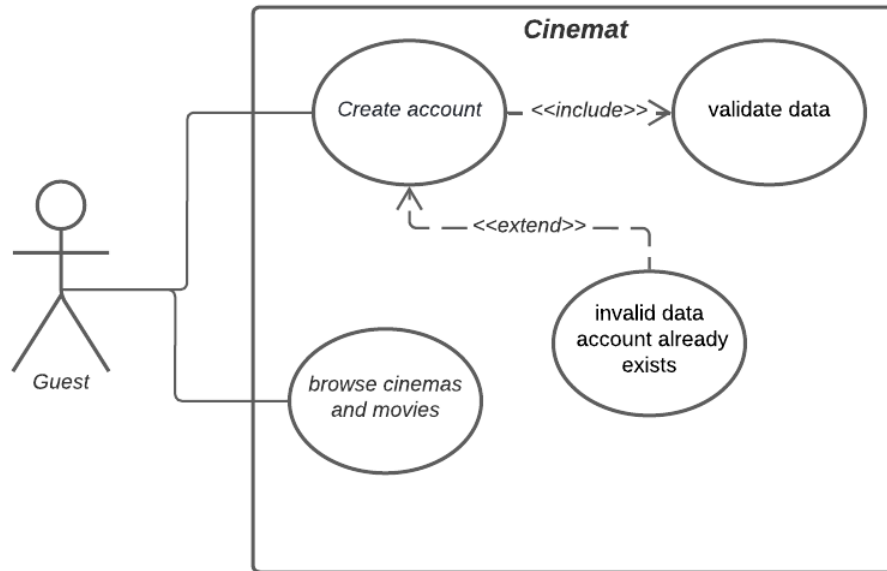 Cinemat
Create account
<<include>>
validate data
<<extend>>
invalid data
account already
exists
Guest
browse cinemas
and movies